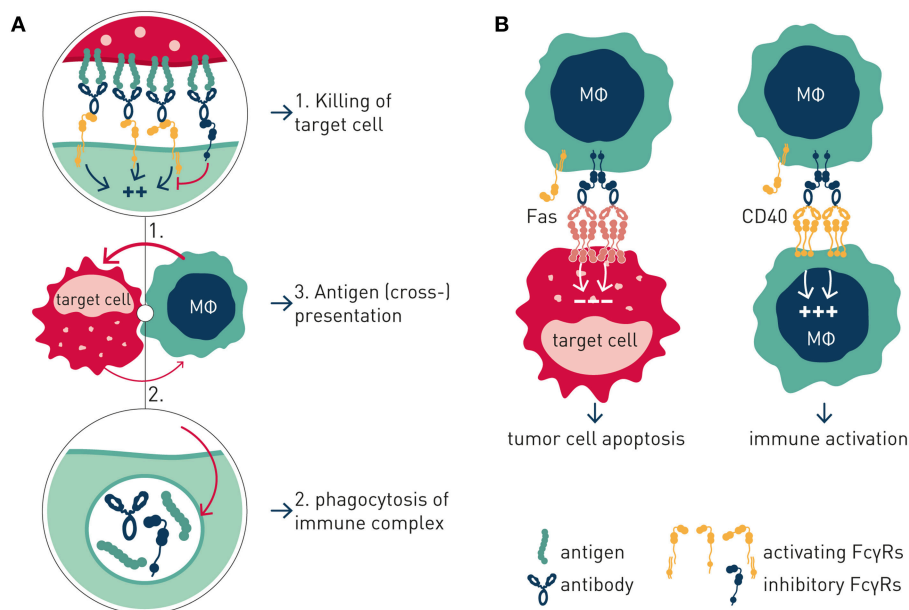 A
1. Killing of
target cell
++
1.
target cell
MΦ
3. Antigen (cross-)
presentation
2.
2. phagocytosis of
immune complex
B
MΦ
MΦ
Fas
CD40
---
+++
target cell
MΦ
tumor cell apoptosis
immune activation
antigen
activating FcγRs
antibody
inhibitory FcγRs